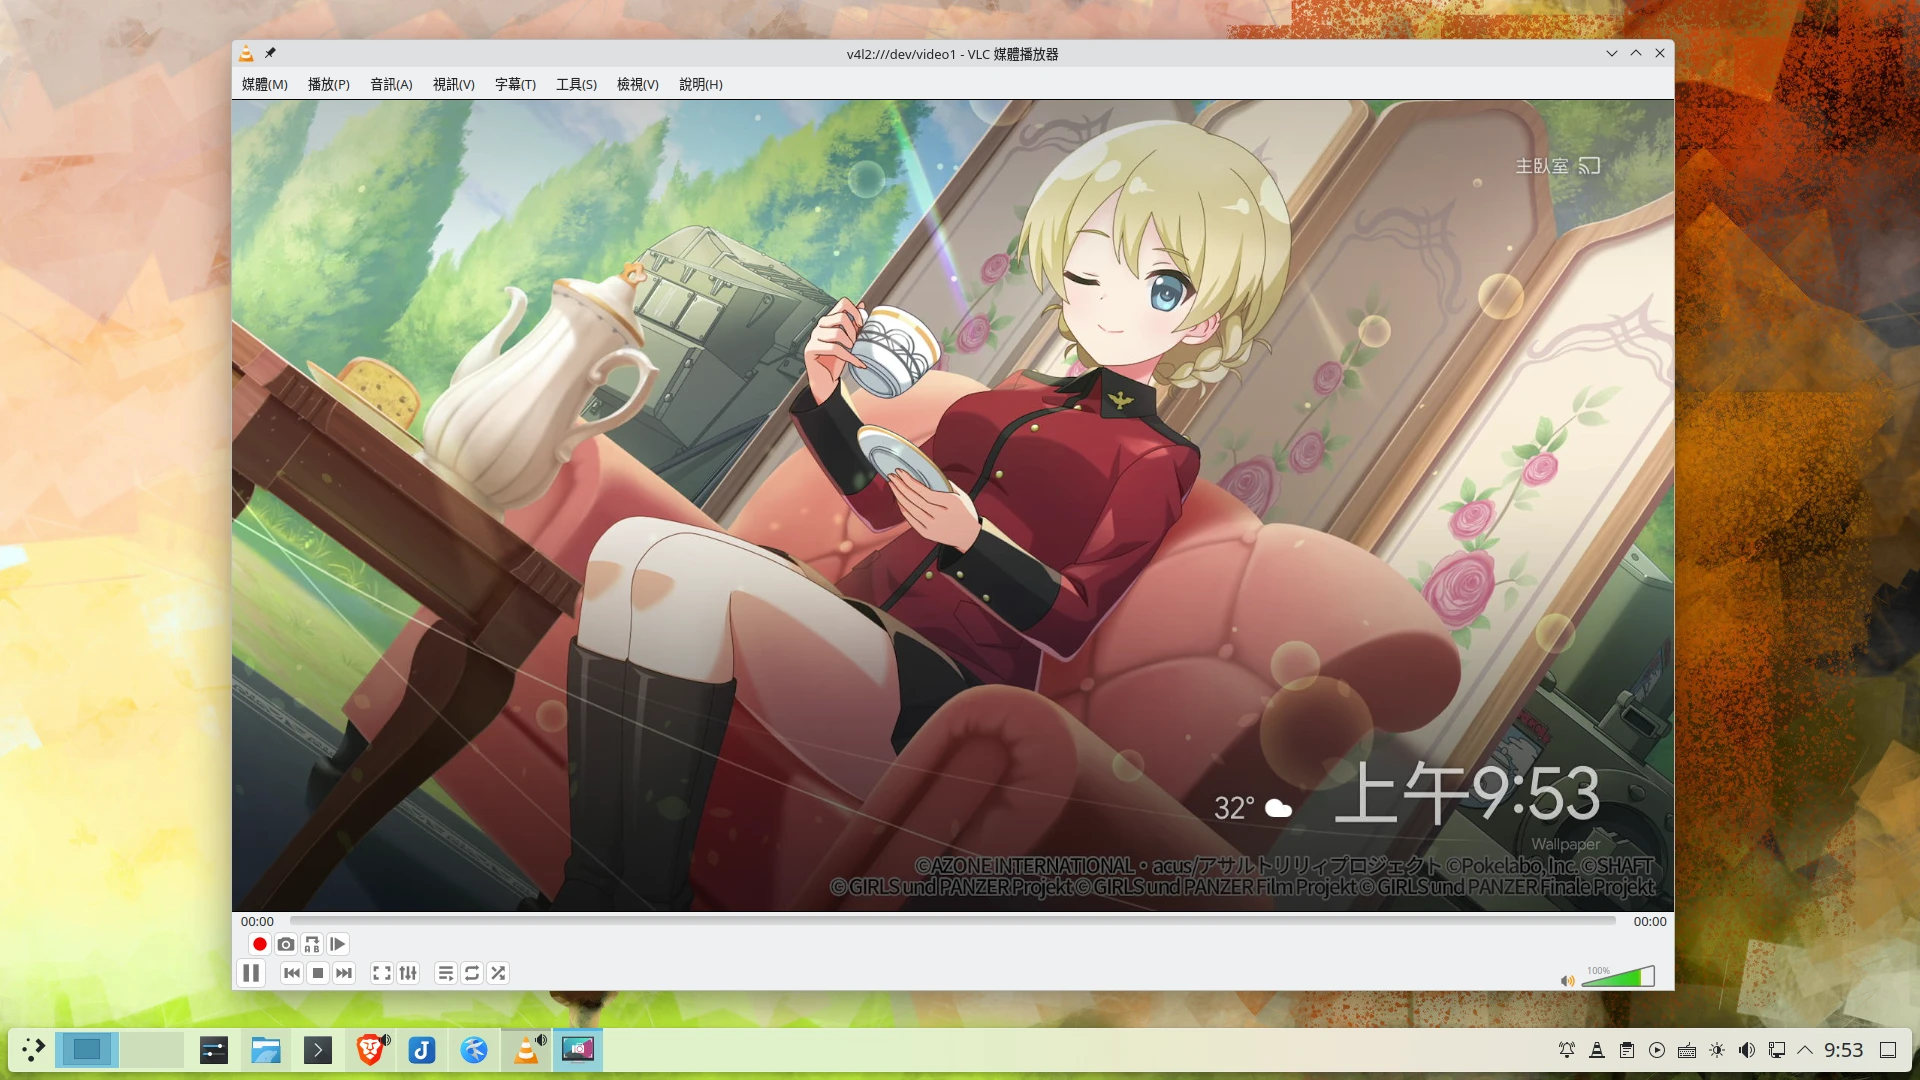 v4l2:///dev/video1 - VLC 媒體播放器
媒體(M) 播放(P) 音訊(A) 視訊(V) 字幕(T) 工具(S) 檢視(V) 說明(H)
主臥室
32° 上午9:53
Wallpaper
©AZONE INTERNATIONAL・acus/アサルトリリィプロジェクト ©Pokelabo, Inc. ©SHAFT
©GIRLS und PANZER Projekt © GIRLS und PANZER Film Projekt © GIRLS und PANZER Finale Projekt
00:00 00:00
A B
100%
9:53